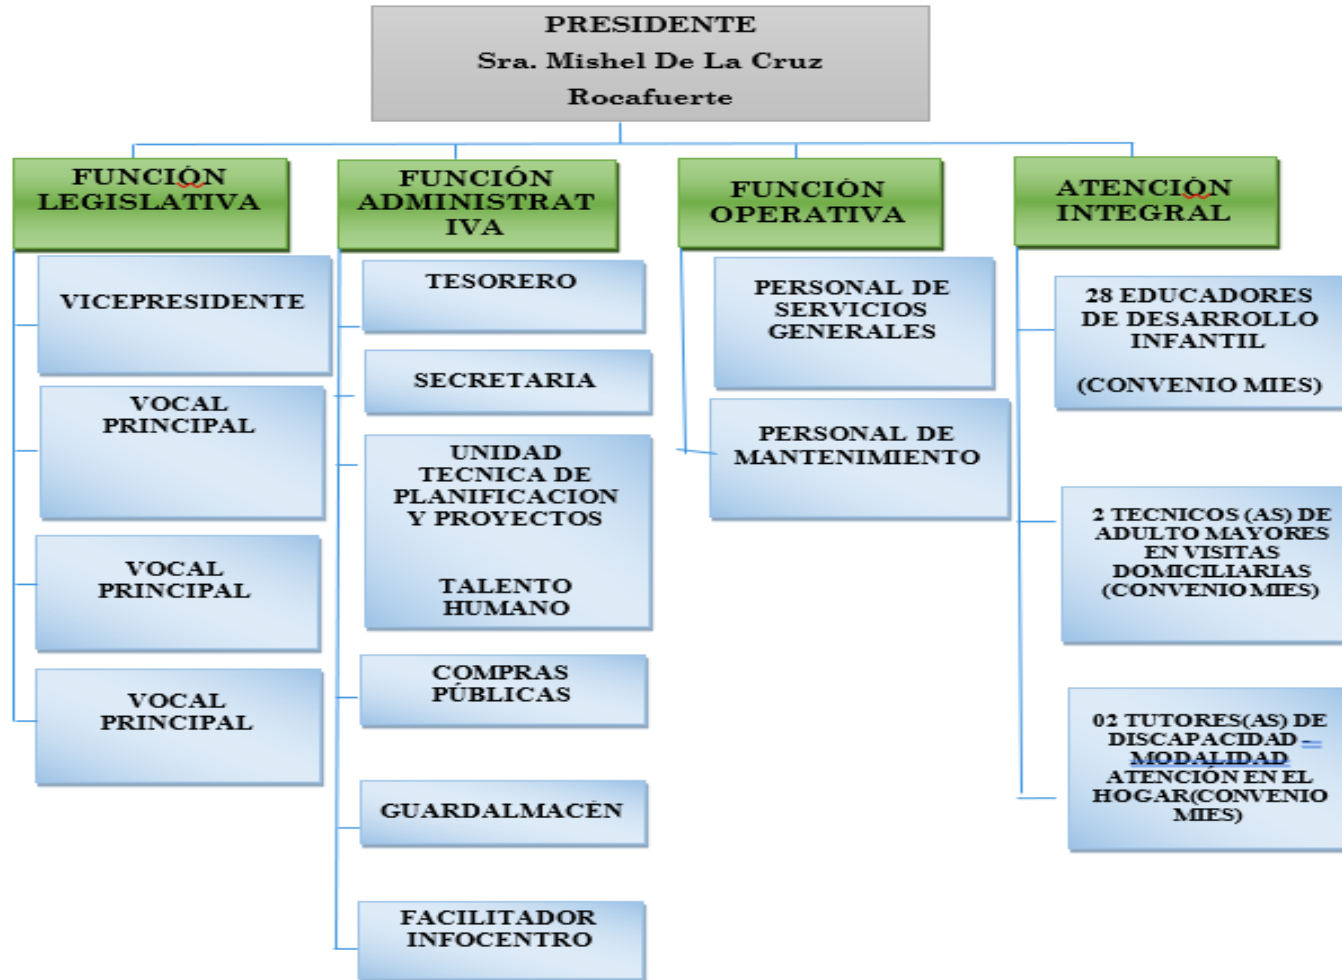 PRESIDENTE
Sra. Mishel De La Cruz
Rocafuerte
FUNCIÓN
LEGISLATIVA
VICEPRESIDENTE
VOCAL
PRINCIPAL
VOCAL
PRINCIPAL
VOCAL
PRINCIPAL
FUNCIÓN
ADMINISTRAT
IVA
TESORERO
SECRETARIA
UNIDAD
TECNICA DE
PLANIFICACION
Y PROYECTOS
TALENTO
HUMANO
COMPRAS
PÚBLICAS
GUARDALMACÉN
FACILITADOR
INFOCENTRO
FUNCIÓN
OPERATIVA
PERSONAL DE
SERVICIOS
GENERALES
PERSONAL DE
MANTENIMIENTO
ATENCIÓN
INTEGRAL
28 EDUCADORES
DE DESARROLLO
INFANTIL
(CONVENIO MIES)
2 TECNICOS (AS) DE
ADULTO MAYORES
EN VISITAS
DOMICILIARIAS
(CONVENIO MIES)
02 TUTORES(AS) DE
DISCAPACIDAD –
MODALIDAD
ATENCIÓN EN EL
HOGAR(CONVENIO
MIES)